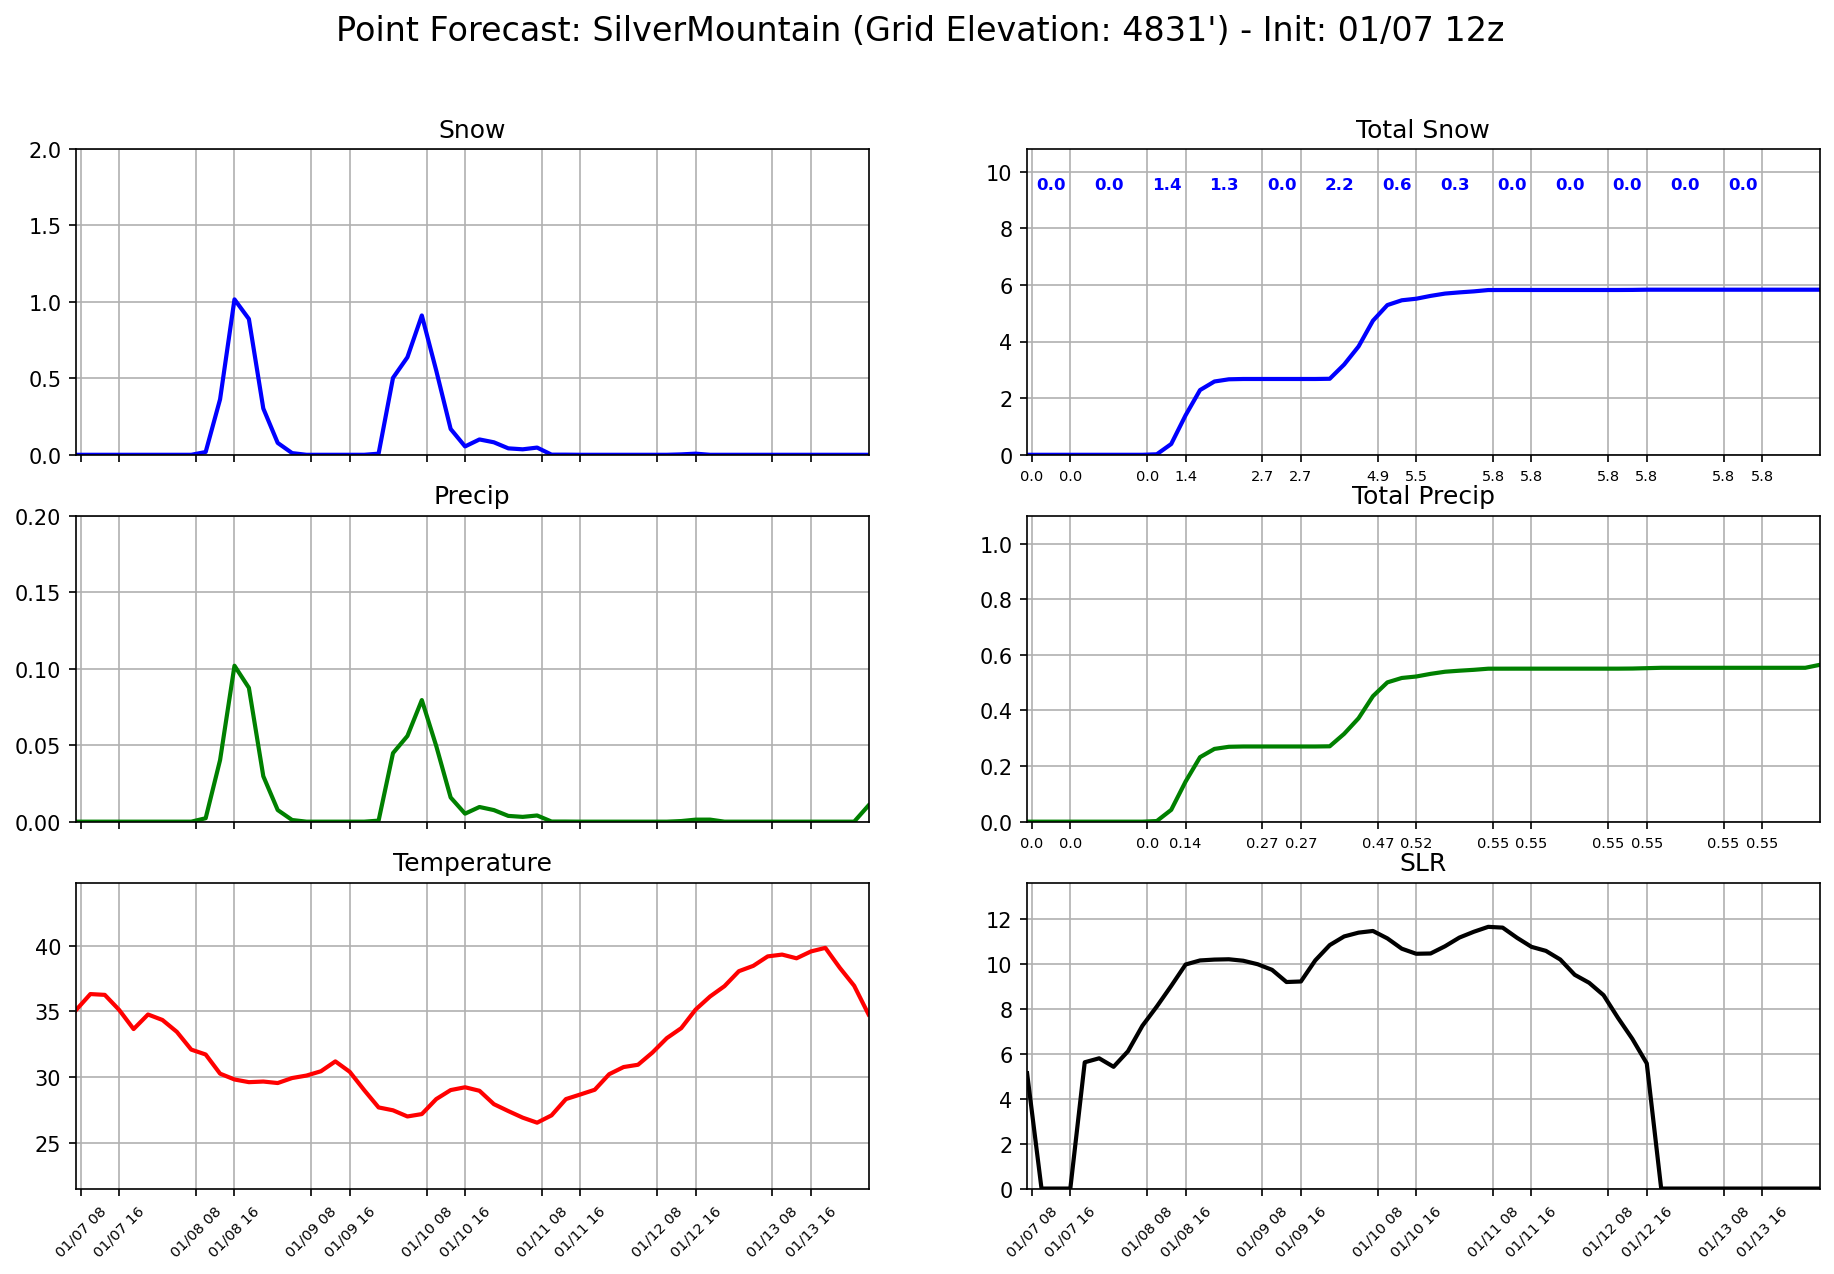 Point Forecast: SilverMountain (Grid Elevation: 4831') - Init: 01/07 12z
Snow
2.0
1.5
1.0
0.5
0.0
Total Snow
10
8
6
4
2
0
0.0 0.0 1.4 1.3 0.0 2.2 0.6 0.3 0.0 0.0 0.0 0.0 0.0
0.0 0.0 0.0 1.4 2.7 2.7 4.9 5.5 5.8 5.8 5.8 5.8 5.8 5.8
Precip
0.20
0.15
0.10
0.05
0.00
Total Precip
1.0
0.8
0.6
0.4
0.2
0.0
0.0 0.0 0.0 0.14 0.27 0.27 0.47 0.52 0.55 0.55 0.55 0.55 0.55 0.55
Temperature
40
35
30
25
01/07 08 01/07 16 01/08 08 01/08 16 01/09 08 01/09 16 01/10 08 01/10 16 01/11 08 01/11 16 01/12 08 01/12 16 01/13 08 01/13 16
SLR
12
10
8
6
4
2
0
01/07 08 01/07 16 01/08 08 01/08 16 01/09 08 01/09 16 01/10 08 01/10 16 01/11 08 01/11 16 01/12 08 01/12 16 01/13 08 01/13 16